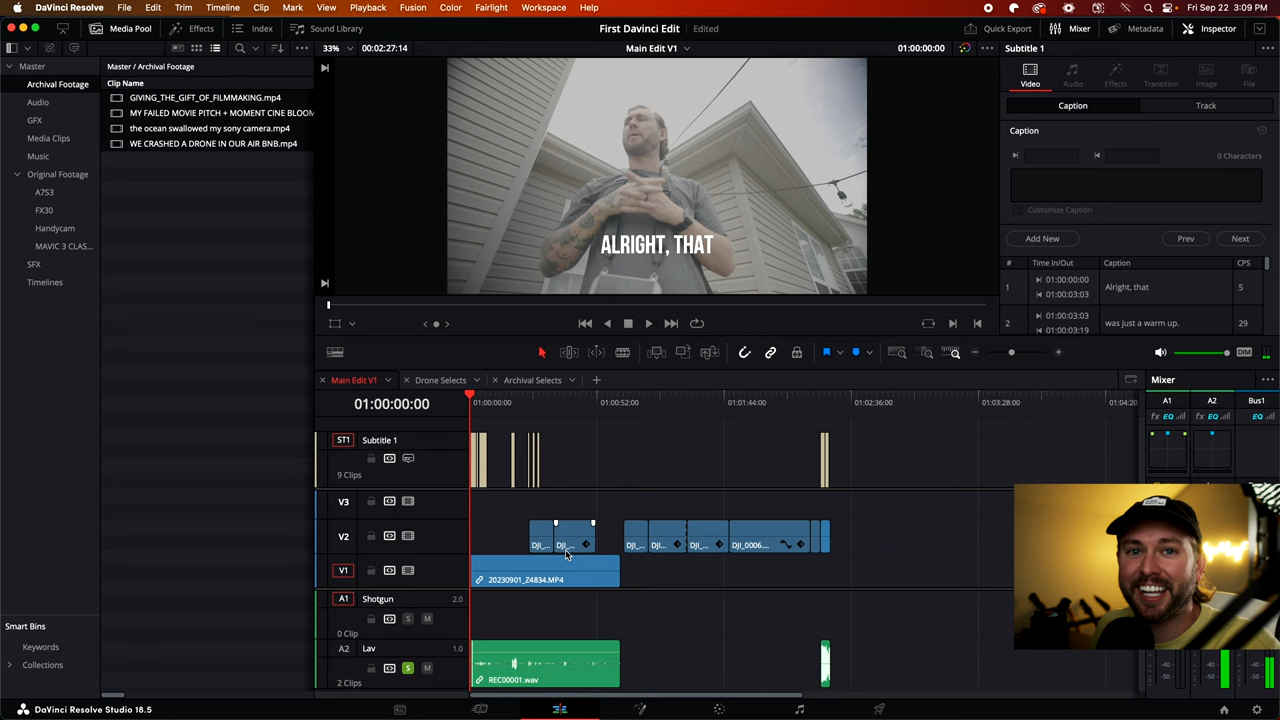 DaVinci Resolve File Edit Trim Timeline Clip Mark View Playback Fusion Color Fairlight Workspace Help
Fri Sep 22 3:09 PM
Media Pool Effects Index Sound Library
First Davinci Edit Edited
Quick Export Mixer Metadata Inspector
33% 00:02:27:14
Main Edit V1
01:00:00:00
Subtitle 1
Master
Archival Footage
Audio
GFX
Media Clips
Music
Original Footage
A7S3
FX30
Handycam
MAVIC 3 CLAS...
SFX
Timelines
Master / Archival Footage
Clip Name
GIVING_THE_GIFT_OF_FILMMAKING.mp4
MY FAILED MOVIE PITCH + MOMENT CINE BLOOM
the ocean swallowed my sony camera.mp4
WE CRASHED A DRONE IN OUR AIR BNB.mp4
ALRIGHT, THAT
Video Audio Effects Transition Image File
Caption Track
Caption
0 Characters
Customize Caption
Add New Prev Next
# Time In/Out Caption CPS
1 01:00:00:00 Alright, that 5
01:00:03:03
2 01:00:03:03 was just a warm up. 29
01:00:03:19
DIM
Main Edit V1 Drone Selects Archival Selects
Mixer
01:00:00:00
01:00:00:00 01:00:52:00 01:01:44:00 01:02:36:00 01:03:28:00 01:04:20
A1 A2 Bus1
fx EQ fx EQ EQ
ST1 Subtitle 1
9 Clips
V3
V2
DJI_... DJI_... DJI_... DJI... DJI_... DJI_0006....
V1
20230901_Z4834.MP4
A1 Shotgun 2.0
S M
0 Clip
A2 Lav 1.0
S M
2 Clips
REC00001.wav
Smart Bins
Keywords
Collections
-40 -40 -40
-50 -50 -50
DaVinci Resolve Studio 18.5